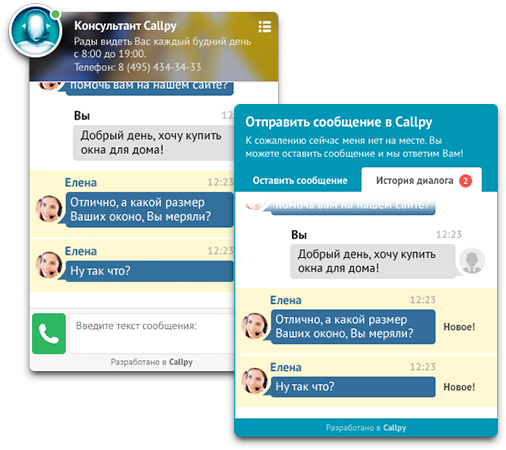 Консультант Callpy
Рады видеть Вас каждый будний день
с 8:00 до 19:00.
Телефон: 8 (495) 434-34-33
помочь вам на нашем сайте?
Вы
Добрый день, хочу купить
окна для дома!
Елена 12:23
Отлично, а какой размер
Ваших оконо, Вы меряли?
Елена 12:23
Ну так что?
Введите текст сообщения:
Разработано в Callpy
Отправить сообщение в Callpy
К сожалению сейчас меня нет на месте. Вы
можете оставить сообщение и мы ответим Вам!
Оставить сообщение История диалога 2
помочь вам на нашем сайте?
Вы 12:23
Добрый день, хочу купить
окна для дома!
Елена 12:23
Отлично, а какой размер
Ваших оконо, Вы меряли? Новое!
Елена 12:23
Ну так что? Новое!
Разработано в Callpy